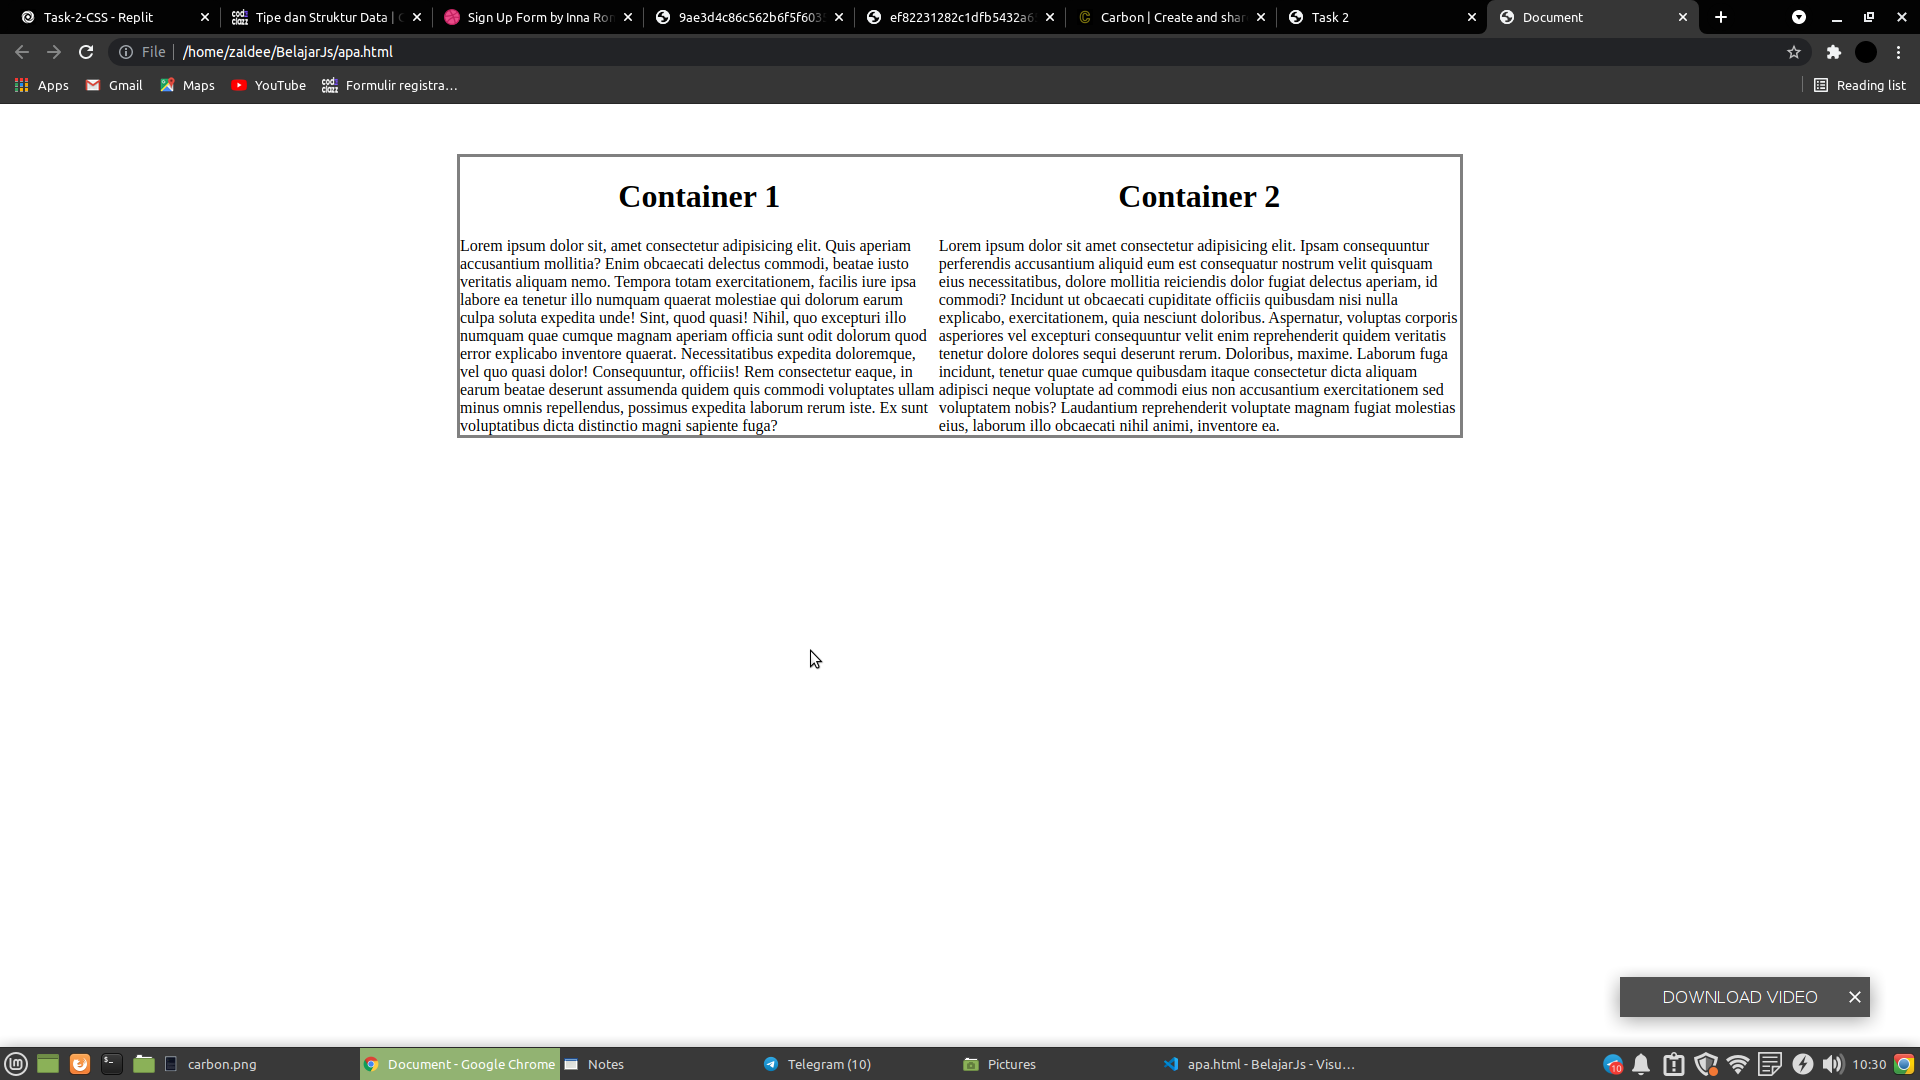 Task-2-CSS - Replit
Tipe dan Struktur Data |
Sign Up Form by Inna Ron
9ae3d4c86c562b6f5f603
ef82231282c1dfb5432a6
Carbon | Create and shar
Task 2
Document
File
/home/zaldee/BelajarJs/apa.html
Apps
Gmail
Maps
YouTube
Formulir registra...
Reading list
Container 1
Lorem ipsum dolor sit, amet consectetur adipisicing elit. Quis aperiam
accusantium mollitia? Enim obcaecati delectus commodi, beatae iusto
veritatis aliquam nemo. Tempora totam exercitationem, facilis iure ipsa
labore ea tenetur illo numquam quaerat molestiae qui dolorum earum
culpa soluta expedita unde! Sint, quod quasi! Nihil, quo excepturi illo
numquam quae cumque magnam aperiam officia sunt odit dolorum quod
error explicabo inventore quaerat. Necessitatibus expedita doloremque,
vel quo quasi dolor! Consequuntur, officiis! Rem consectetur eaque, in
earum beatae deserunt assumenda quidem quis commodi voluptates ullam
minus omnis repellendus, possimus expedita laborum rerum iste. Ex sunt
voluptatibus dicta distinctio magni sapiente fuga?
Container 2
Lorem ipsum dolor sit amet consectetur adipisicing elit. Ipsam consequuntur
perferendis accusantium aliquid eum est consequatur nostrum velit quisquam
eius necessitatibus, dolore mollitia reiciendis dolor fugiat delectus aperiam, id
commodi? Incidunt ut obcaecati cupiditate officiis quibusdam nisi nulla
explicabo, exercitationem, quia nesciunt doloribus. Aspernatur, voluptas corporis
asperiores vel excepturi consequuntur velit enim reprehenderit quidem veritatis
tenetur dolore dolores sequi deserunt rerum. Doloribus, maxime. Laborum fuga
incidunt, tenetur quae cumque quibusdam itaque consectetur dicta aliquam
adipisci neque voluptate ad commodi eius non accusantium exercitationem sed
voluptatem nobis? Laudantium reprehenderit voluptate magnam fugiat molestias
eius, laborum illo obcaecati nihil animi, inventore ea.
DOWNLOAD VIDEO
carbon.png
Document - Google Chrome
Notes
Telegram (10)
Pictures
apa.html - BelajarJs - Visu...
10
10:30